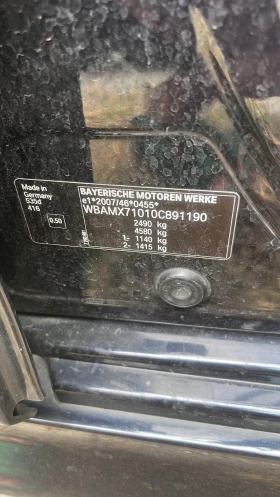 Made in
Germany
535d
416
0.50
BAYERISCHE MOTOREN WERKE
e1*2007/46*0455*
WBAMX71010C891190
2490 kg
4580 kg
1- 1140 kg
2- 1415 kg